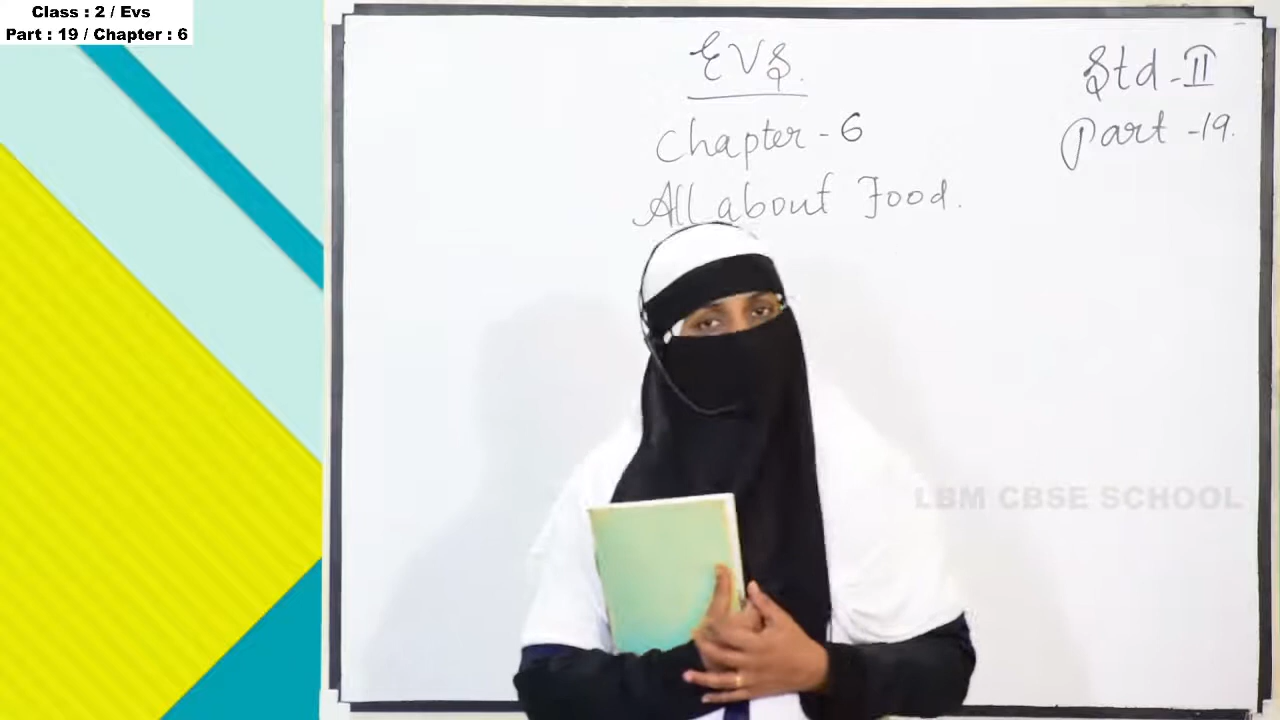 Class : 2 / Evs
Part : 19 / Chapter : 6
EVS.
Std - II
Chapter - 6
Part - 19.
All about Food.
LBM CBSE SCHOOL